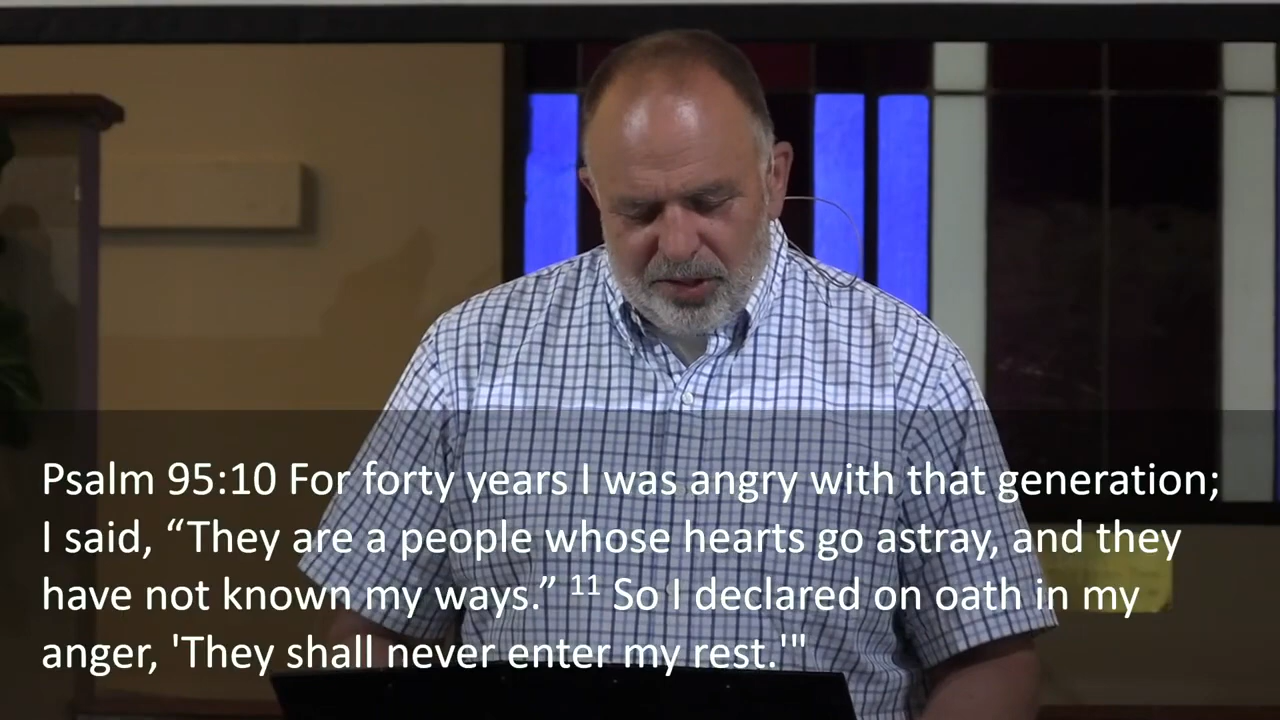 Psalm 95:10 For forty years I was angry with that generation;
I said, “They are a people whose hearts go astray, and they
have not known my ways.” 11 So I declared on oath in my
anger, 'They shall never enter my rest.'"